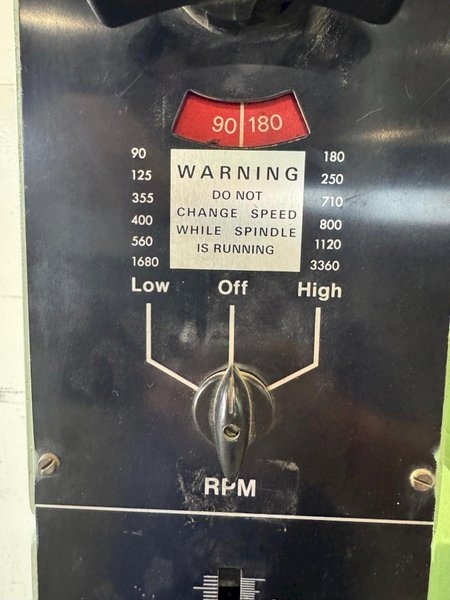 90 180
90 180
125 250
355 710
400 800
560 1120
1680 3360
WARNING
DO NOT
CHANGE SPEED
WHILE SPINDLE
IS RUNNING
Low Off High
RPM